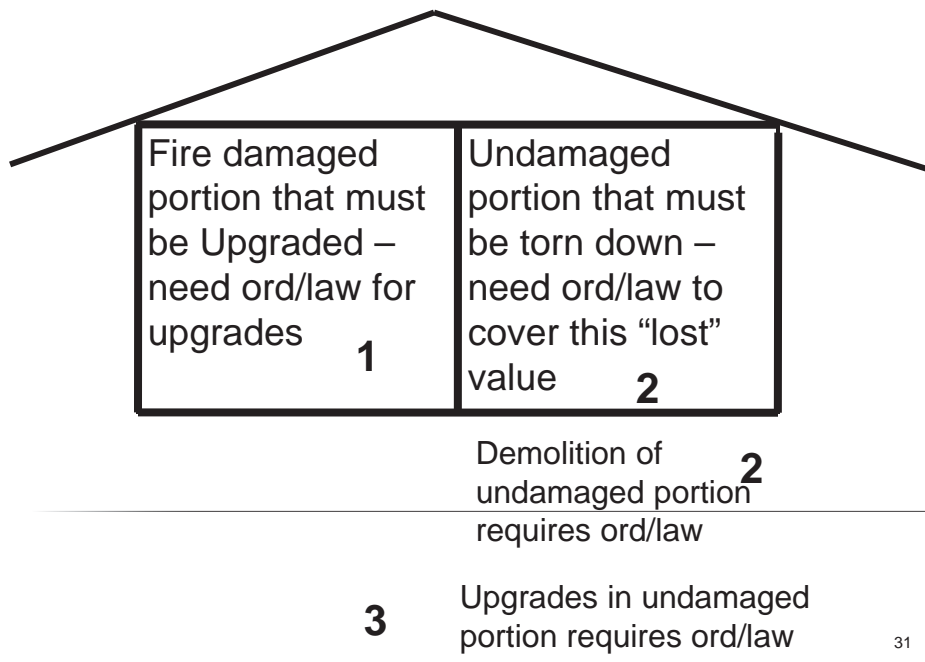 Fire damaged
portion that must
be Upgraded –
need ord/law for
upgrades
1
Undamaged
portion that must
be torn down –
need ord/law to
cover this “lost”
value
2
Demolition of
undamaged portion
requires ord/law
2
3
Upgrades in undamaged
portion requires ord/law
31